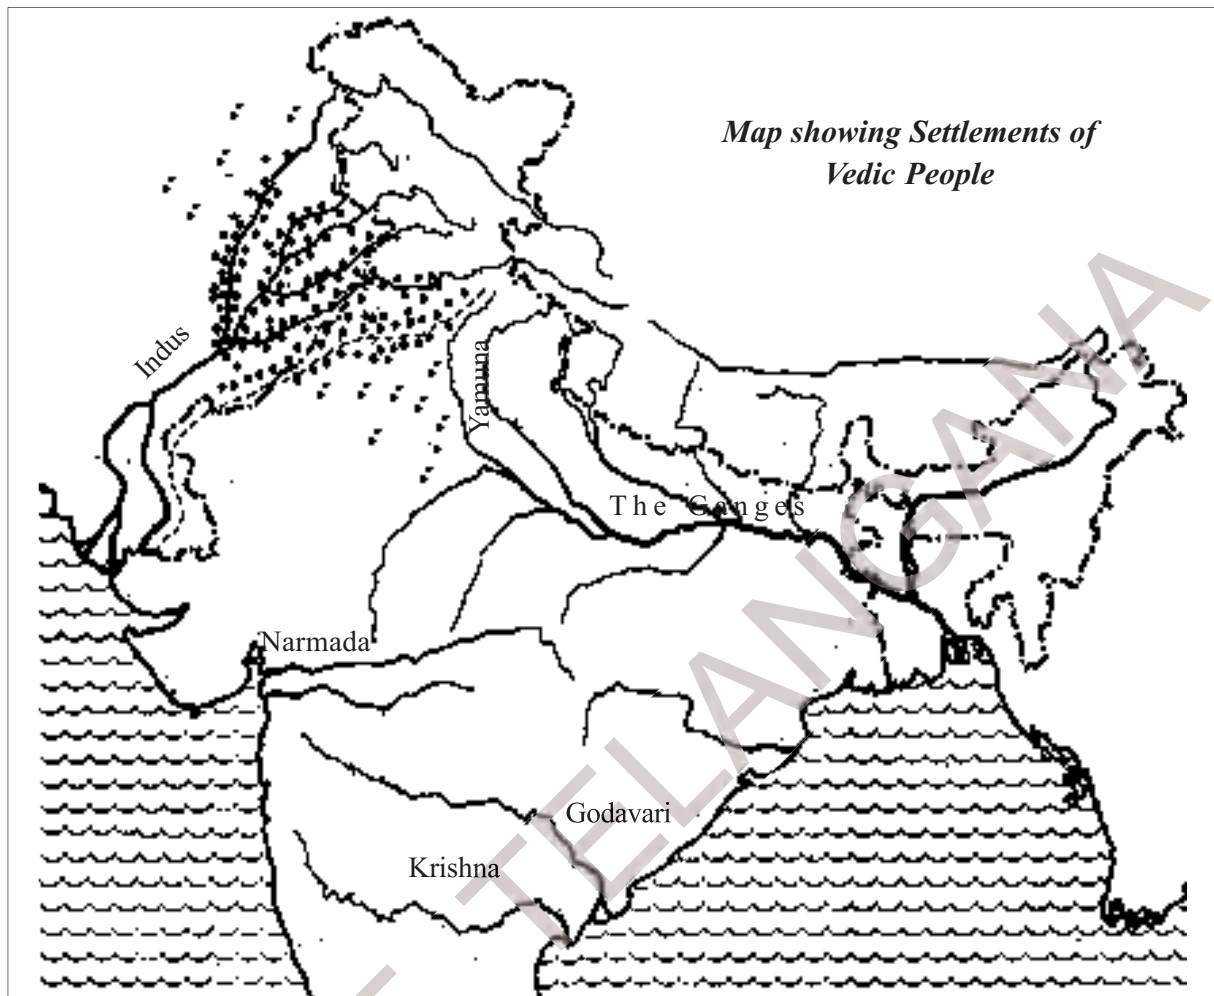 Map showing Settlements of
Vedic People
Indus
Yamuna
The Ganges
Narmada
Godavari
Krishna
TELANGANA